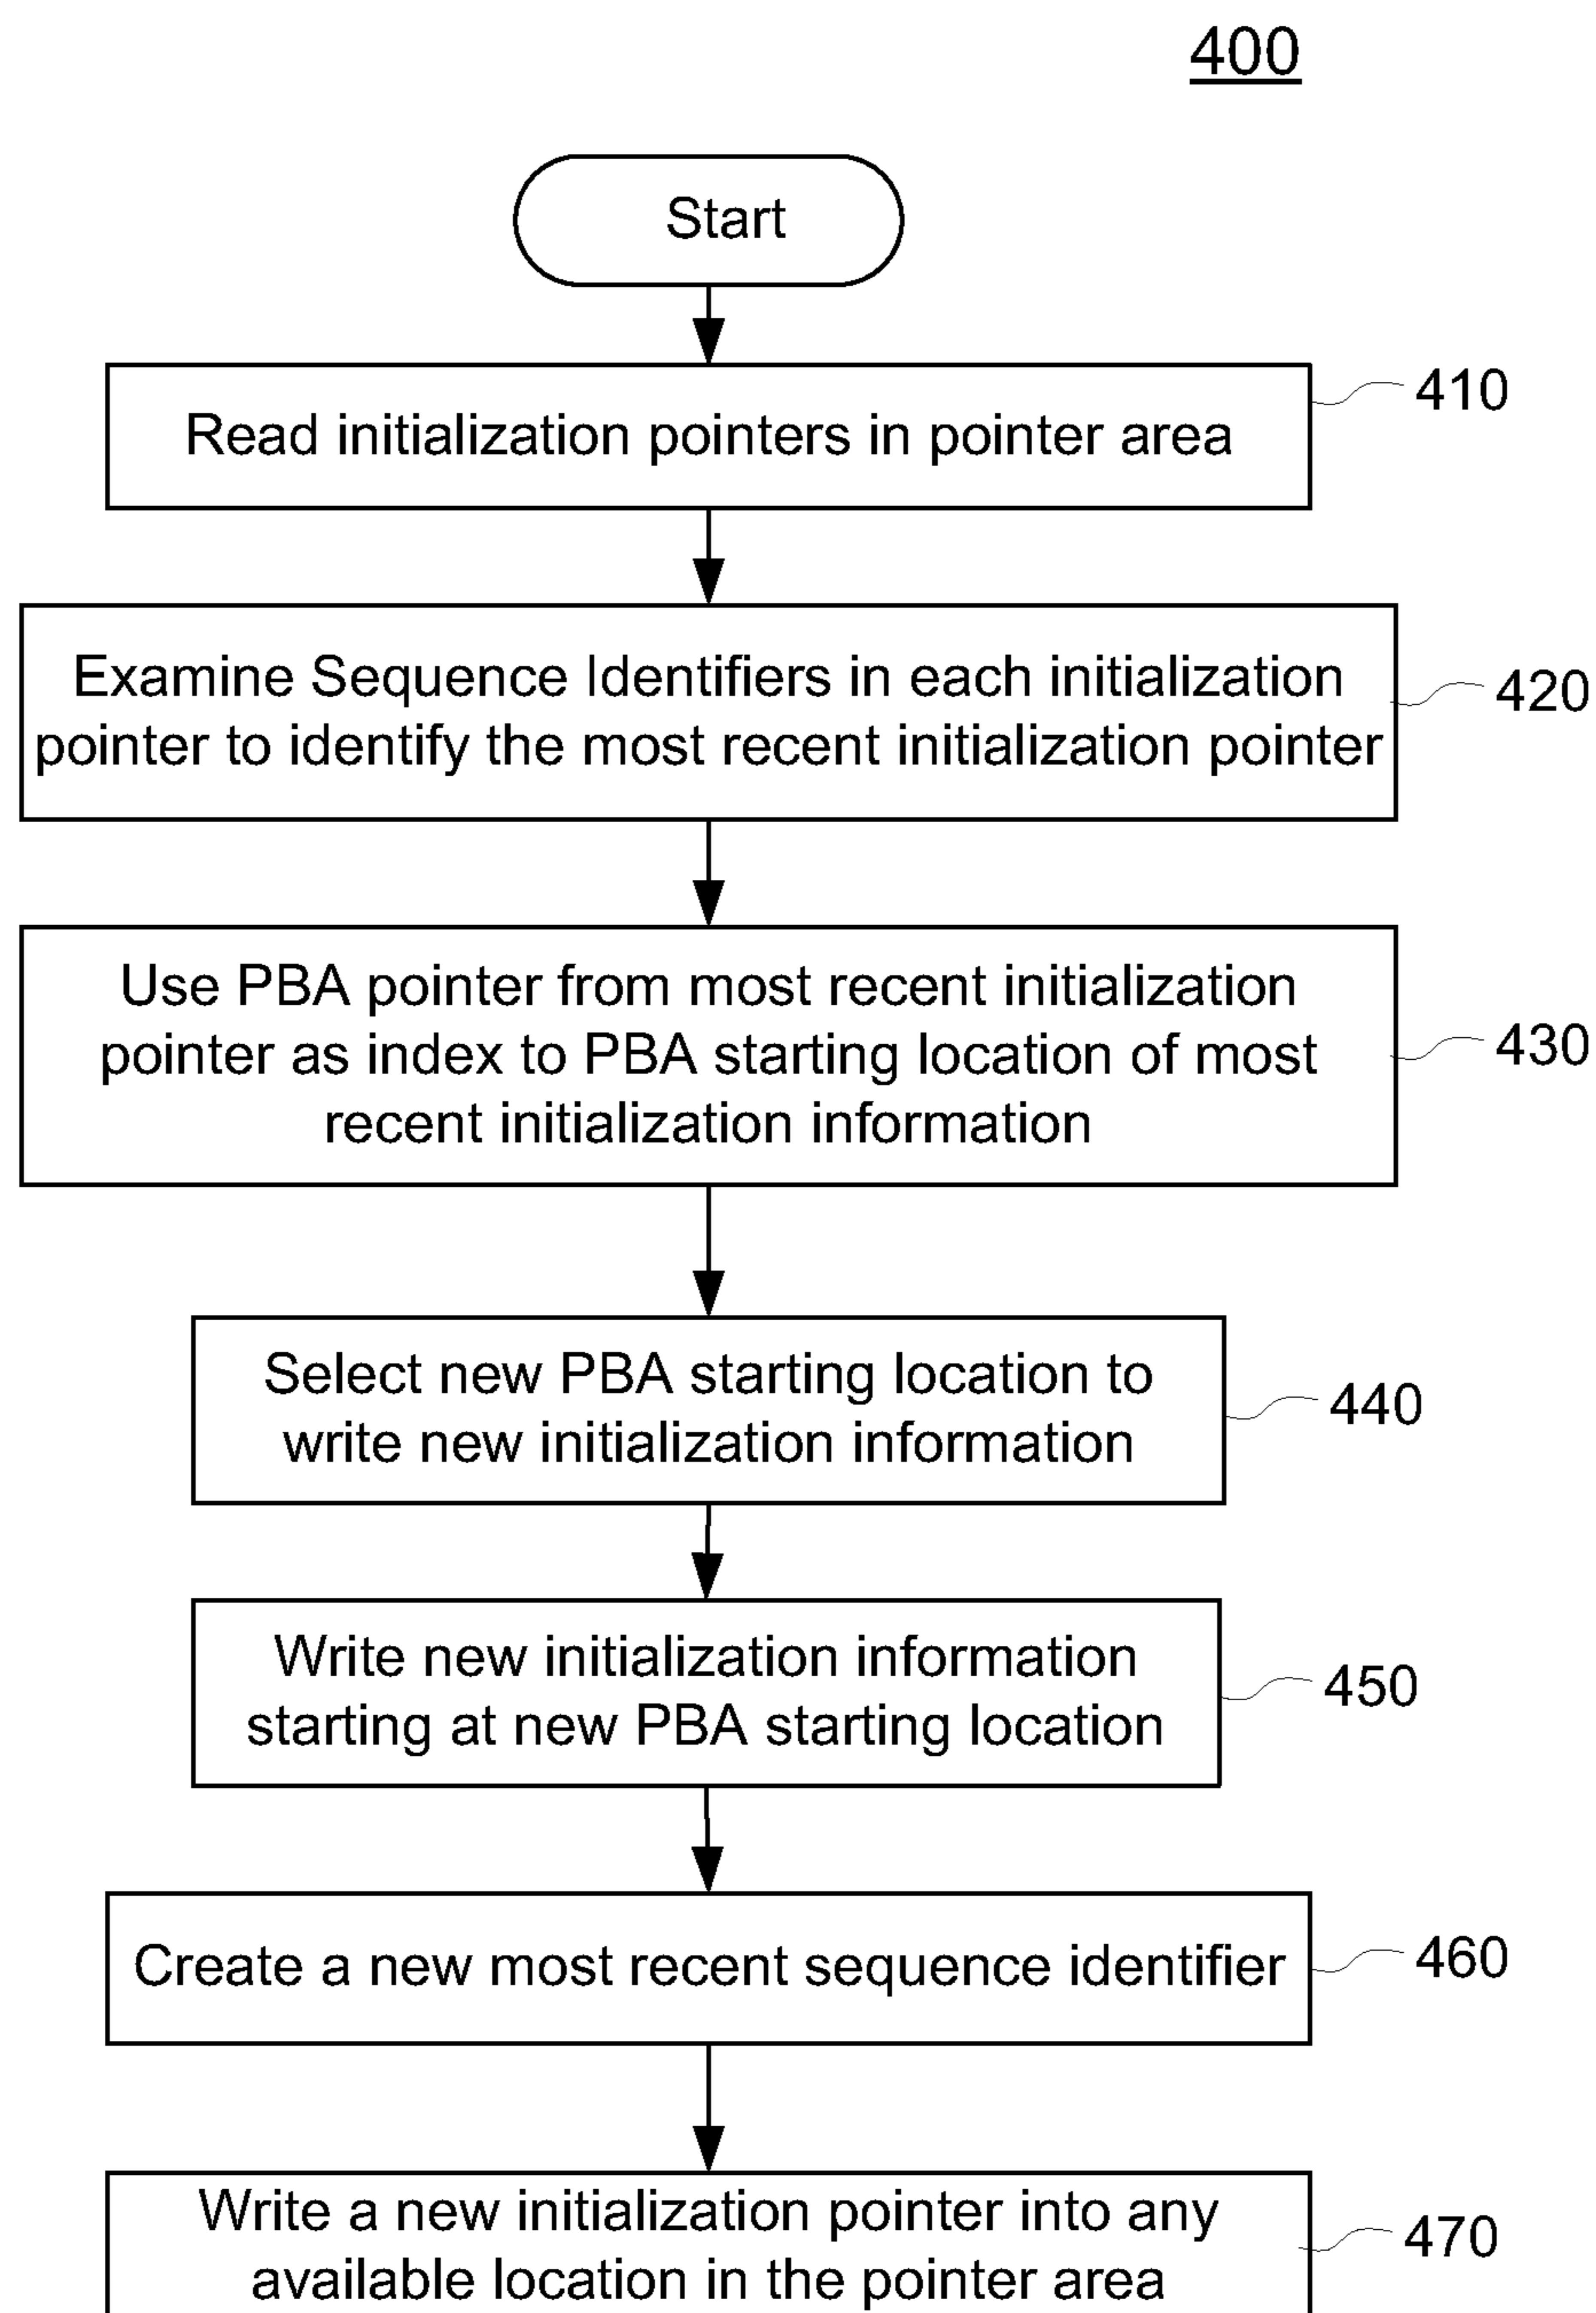 400
Start
Read initialization pointers in pointer area
410
Examine Sequence Identifiers in each initialization
pointer to identify the most recent initialization pointer
420
Use PBA pointer from most recent initialization
pointer as index to PBA starting location of most
recent initialization information
430
Select new PBA starting location to
write new initialization information
440
Write new initialization information
starting at new PBA starting location
450
Create a new most recent sequence identifier
460
Write a new initialization pointer into any
available location in the pointer area
470